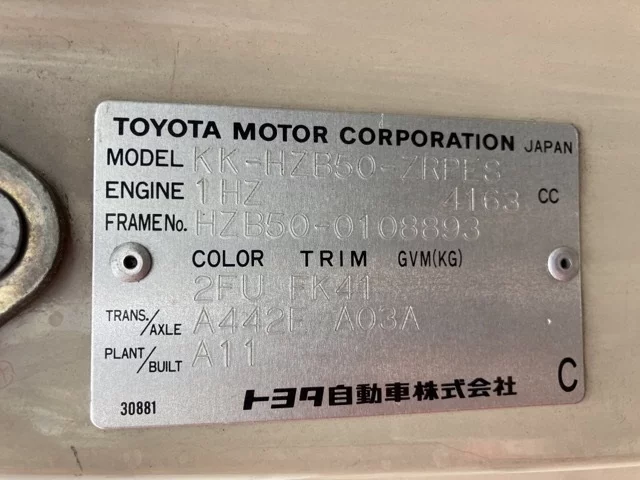 TOYOTA MOTOR CORPORATION JAPAN
MODEL KK-HZB50-ZRPES
ENGINE 1HZ 4163 CC
FRAME No. HZB50-0108893
COLOR TRIM GVM(KG)
2FU FK41
TRANS./AXLE A442F A03A
PLANT/BUILT A11
30881 トヨタ自動車株式会社 C